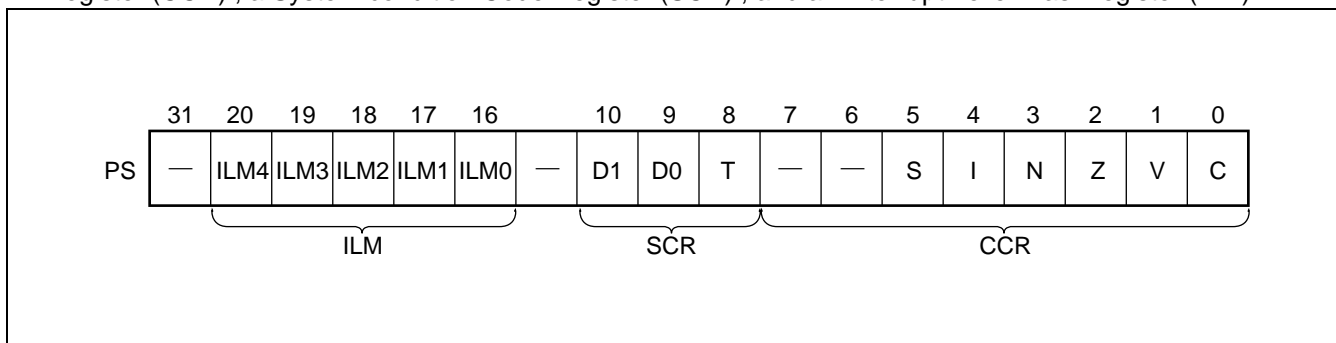 31 20 19 18 17 16 10 9 8 7 6 5 4 3 2 1 0
PS — ILM4 ILM3 ILM2 ILM1 ILM0 — D1 D0 T — — S I N Z V C
ILM SCR CCR